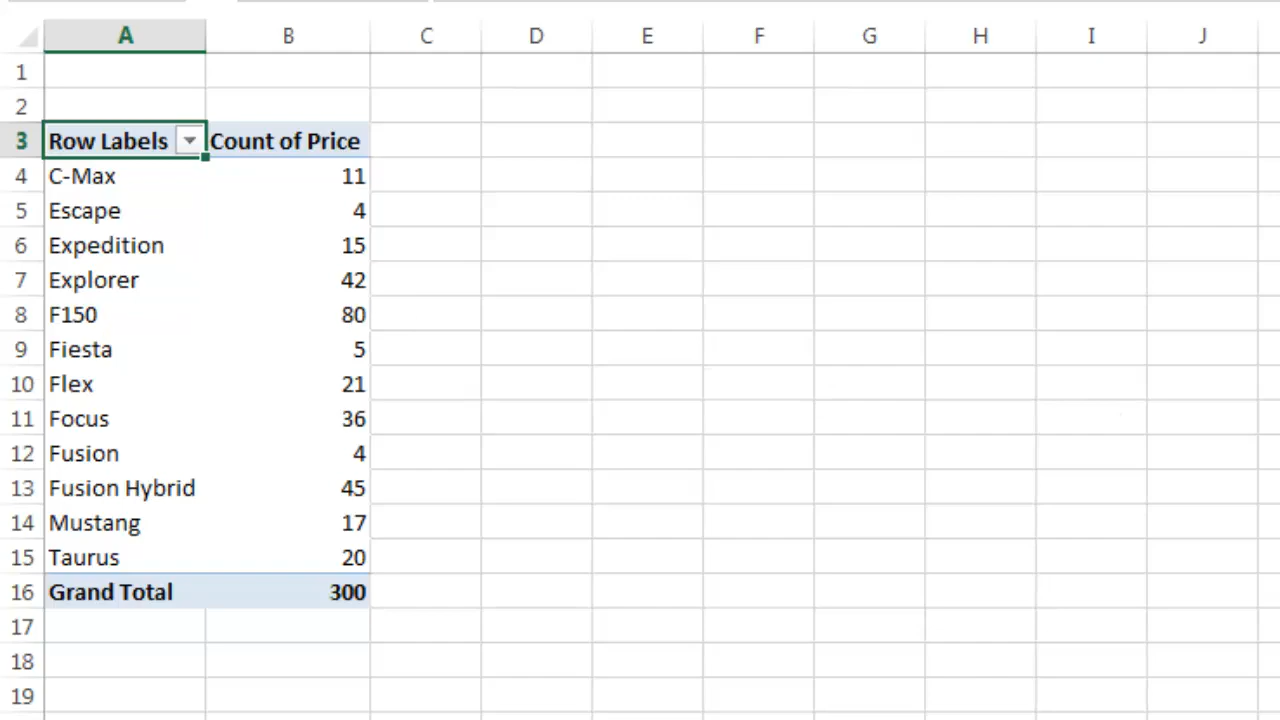 A B C D E F G H I J
1
2
3 Row Labels Count of Price
4 C-Max 11
5 Escape 4
6 Expedition 15
7 Explorer 42
8 F150 80
9 Fiesta 5
10 Flex 21
11 Focus 36
12 Fusion 4
13 Fusion Hybrid 45
14 Mustang 17
15 Taurus 20
16 Grand Total 300
17
18
19